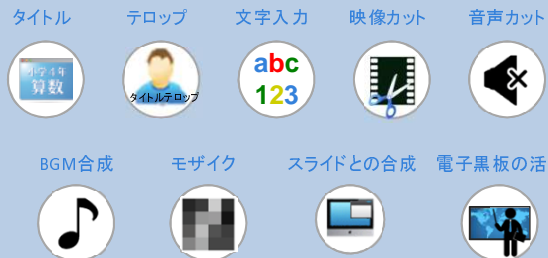 タイトル テロップ 文字入力 映像カット 音声カット
小学4年
算数
タイトルテロップ
abc
123
BGM合成 モザイク スライドとの合成 電子黒板の活